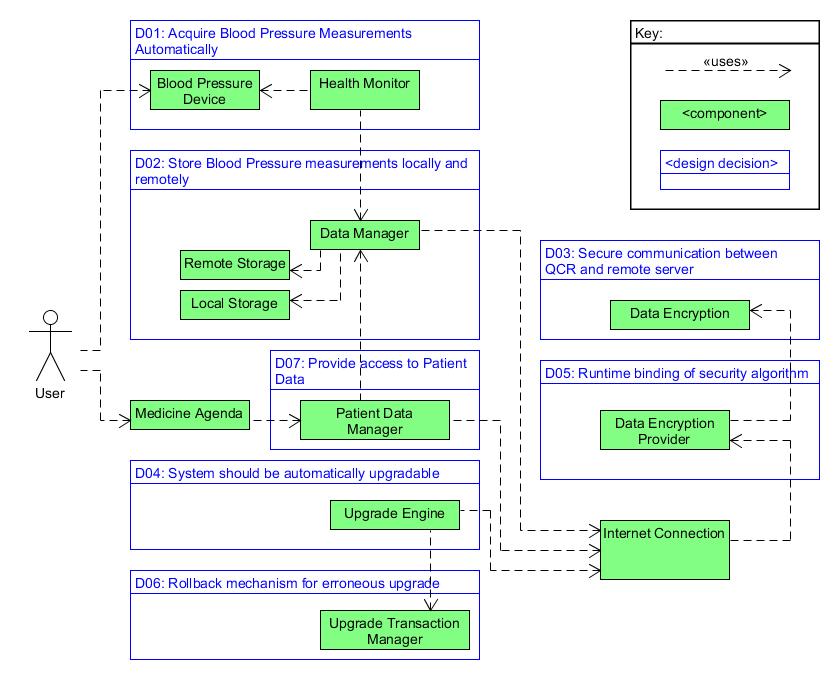 D01: Acquire Blood Pressure Measurements
Automatically
Blood Pressure
Device
Health Monitor
Key:
«uses»
<component>
<design decision>
D02: Store Blood Pressure measurements locally and
remotely
Data Manager
Remote Storage
Local Storage
D03: Secure communication between
QCR and remote server
Data Encryption
User
D07: Provide access to Patient
Data
Medicine Agenda
Patient Data
Manager
D05: Runtime binding of security algorithm
Data Encryption
Provider
D04: System should be automatically upgradable
Upgrade Engine
Internet Connection
D06: Rollback mechanism for erroneous upgrade
Upgrade Transaction
Manager